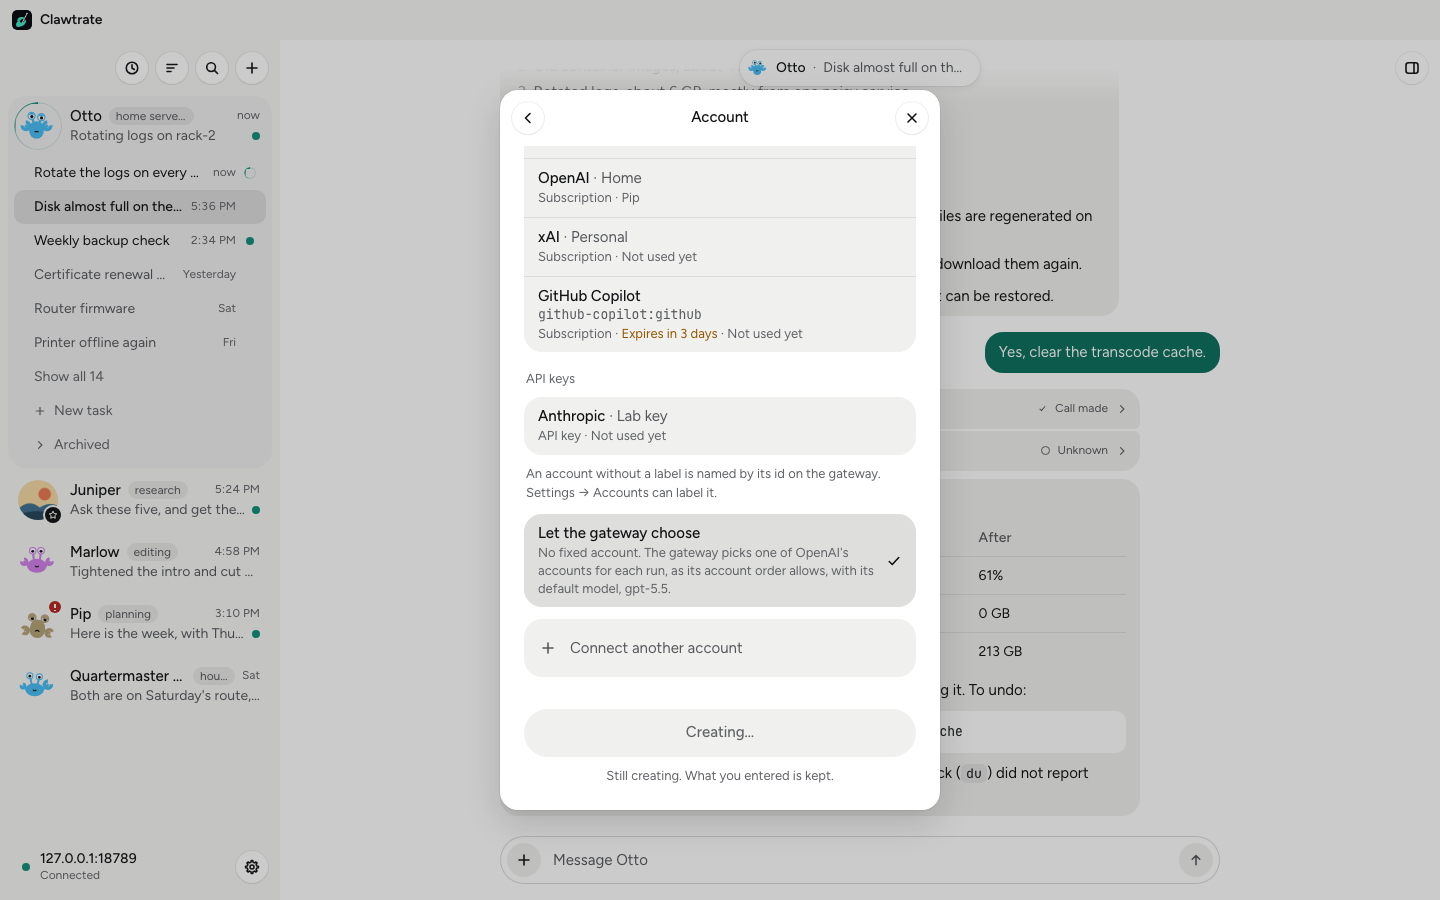 Clawtrate
Otto home serve... now
Rotating logs on rack-2
Rotate the logs on every ... now
Disk almost full on the... 5:36 PM
Weekly backup check 2:34 PM
Certificate renewal ... Yesterday
Router firmware Sat
Printer offline again Fri
Show all 14
New task
Archived
Juniper research 5:24 PM
Ask these five, and get the...
Marlow editing 4:58 PM
Tightened the intro and cut ...
Pip planning 3:10 PM
Here is the week, with Thu...
Quartermaster ... hou... Sat
Both are on Saturday's route,...
127.0.0.1:18789
Connected
Otto · Disk almost full on th...
iles are regenerated on
download them again.
t can be restored.
Yes, clear the transcode cache.
Call made
Unknown
After
61%
0 GB
213 GB
g it. To undo:
che
ck (du) did not report
Message Otto
Account
OpenAI · Home
Subscription · Pip
xAI · Personal
Subscription · Not used yet
GitHub Copilot
github-copilot:github
Subscription · Expires in 3 days · Not used yet
API keys
Anthropic · Lab key
API key · Not used yet
An account without a label is named by its id on the gateway.
Settings → Accounts can label it.
Let the gateway choose
No fixed account. The gateway picks one of OpenAI's
accounts for each run, as its account order allows, with its
default model, gpt-5.5.
Connect another account
Creating...
Still creating. What you entered is kept.